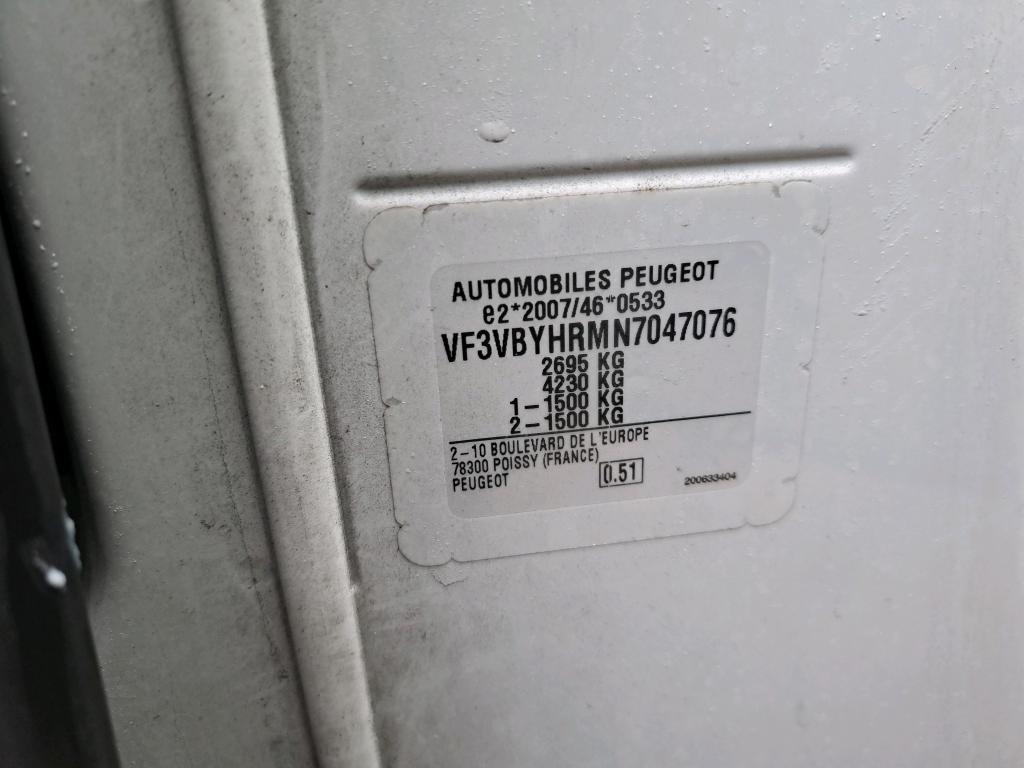 AUTOMOBILES PEUGEOT
e2*2007/46*0533
VF3VBYHRMN7047076
2695 KG
4230 KG
1-1500 KG
2-1500 KG
2-10 BOULEVARD DE L'EUROPE
78300 POISSY (FRANCE)
PEUGEOT
0.51
200633404